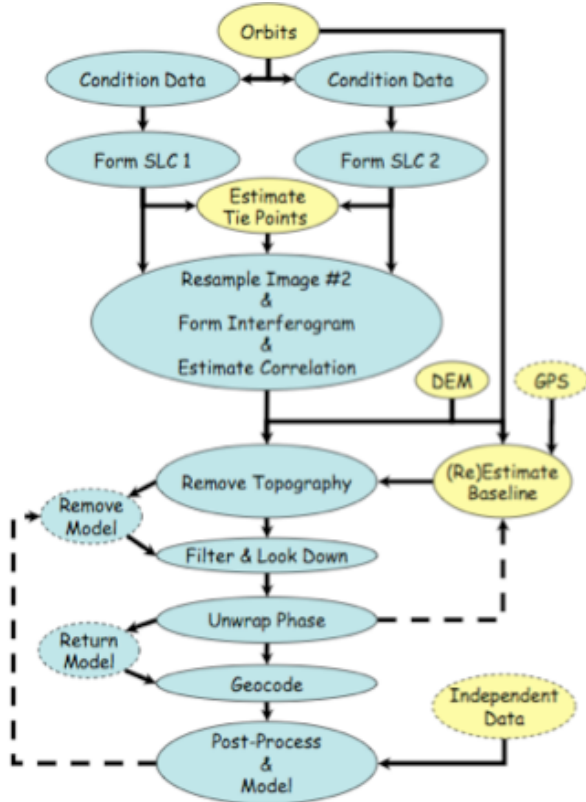 Orbits
Condition Data
Condition Data
Form SLC 1
Form SLC 2
Estimate
Tie Points
Resample Image #2
&
Form Interferogram
&
Estimate Correlation
DEM
GPS
Remove Topography
(Re)Estimate
Baseline
Remove
Model
Filter & Look Down
Unwrap Phase
Return
Model
Geocode
Independent
Data
Post-Process
&
Model